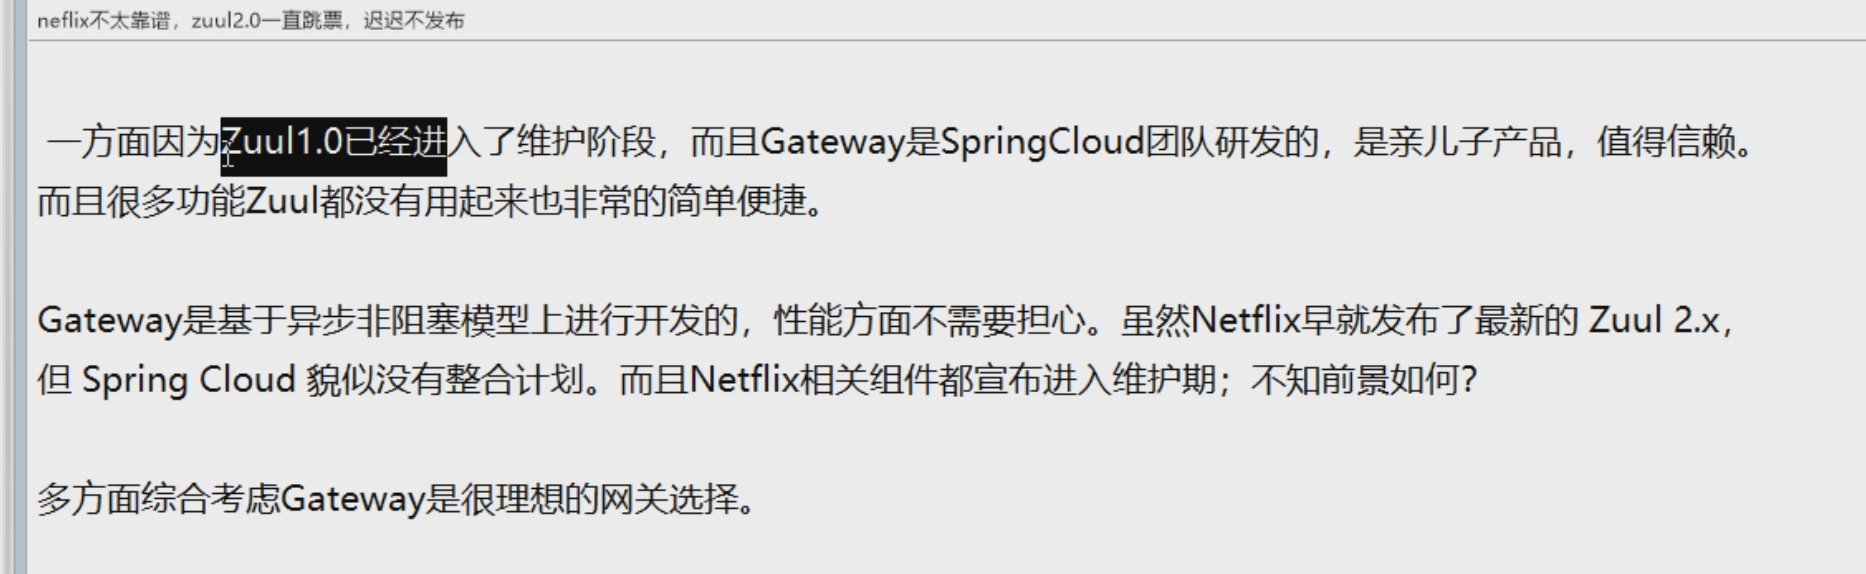 neflix不太靠谱，zuul2.0一直跳票，迟迟不发布
一方面因为Zuul1.0已经进入了维护阶段，而且Gateway是SpringCloud团队研发的，是亲儿子产品，值得信赖。
而且很多功能Zuul都没有用起来也非常的简单便捷。
Gateway是基于异步非阻塞模型上进行开发的，性能方面不需要担心。虽然Netflix早就发布了最新的 Zuul 2.x，
但 Spring Cloud 貌似没有整合计划。而且Netflix相关组件都宣布进入维护期；不知前景如何？
多方面综合考虑Gateway是很理想的网关选择。